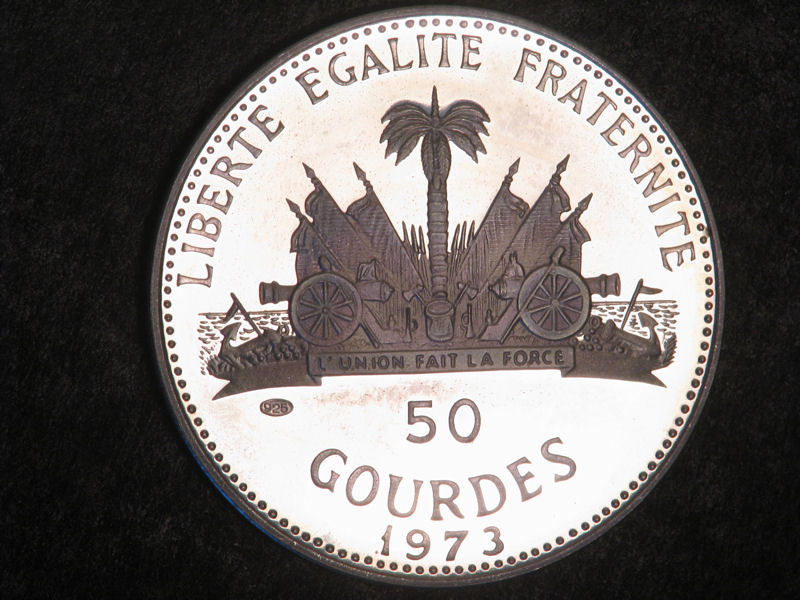 LIBERTE EGALITE FRATERNITE
L'UNION FAIT LA FORCE
925
50
GOURDES
1973